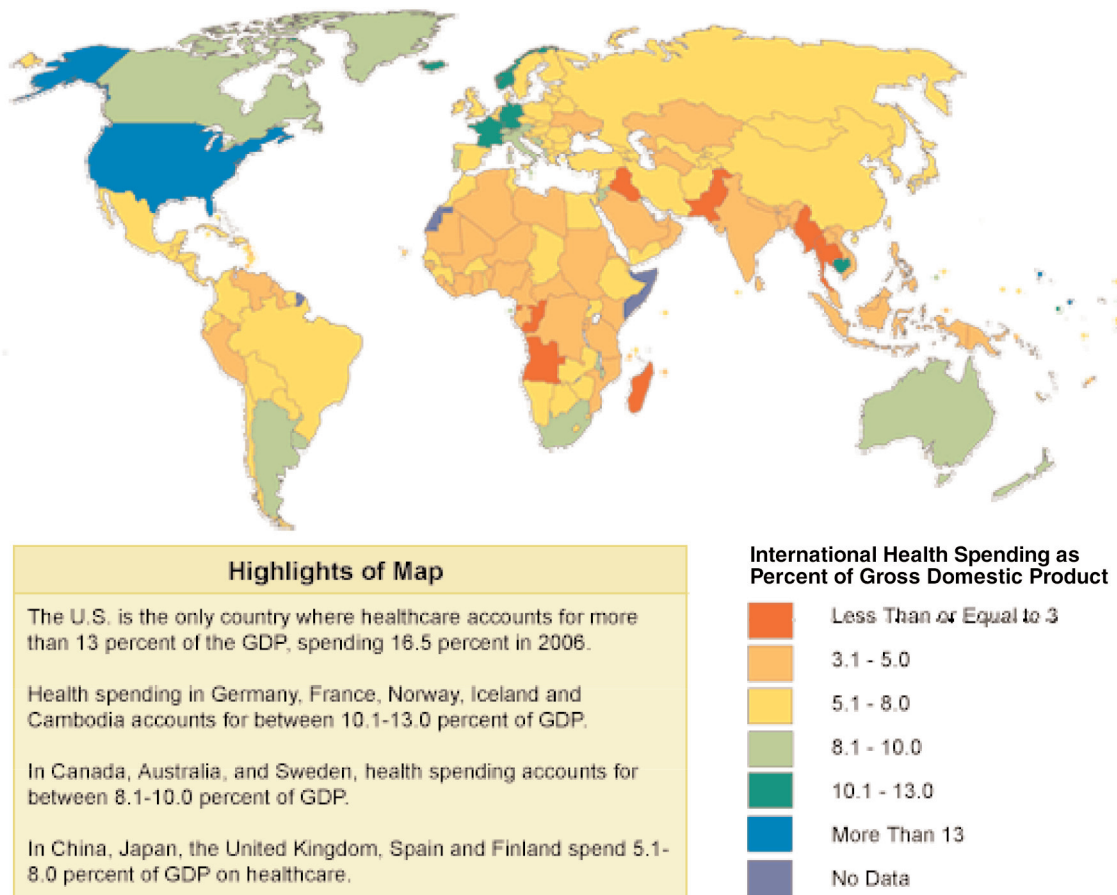 Highlights of Map
The U.S. is the only country where healthcare accounts for more
than 13 percent of the GDP, spending 16.5 percent in 2006.
Health spending in Germany, France, Norway, Iceland and
Cambodia accounts for between 10.1-13.0 percent of GDP.
In Canada, Australia, and Sweden, health spending accounts for
between 8.1-10.0 percent of GDP.
In China, Japan, the United Kingdom, Spain and Finland spend 5.1-
8.0 percent of GDP on healthcare.
International Health Spending as
Percent of Gross Domestic Product
Less Than or Equal to 3
3.1 - 5.0
5.1 - 8.0
8.1 - 10.0
10.1 - 13.0
More Than 13
No Data